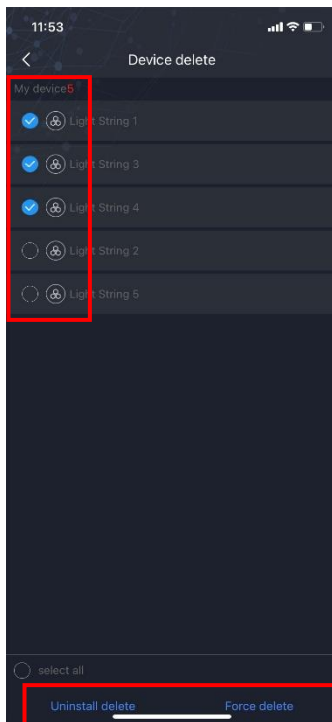 11:53
Device delete
My device5
Light String 1
Light String 3
Light String 4
Light String 2
Light String 5
select all
Uninstall delete Force delete